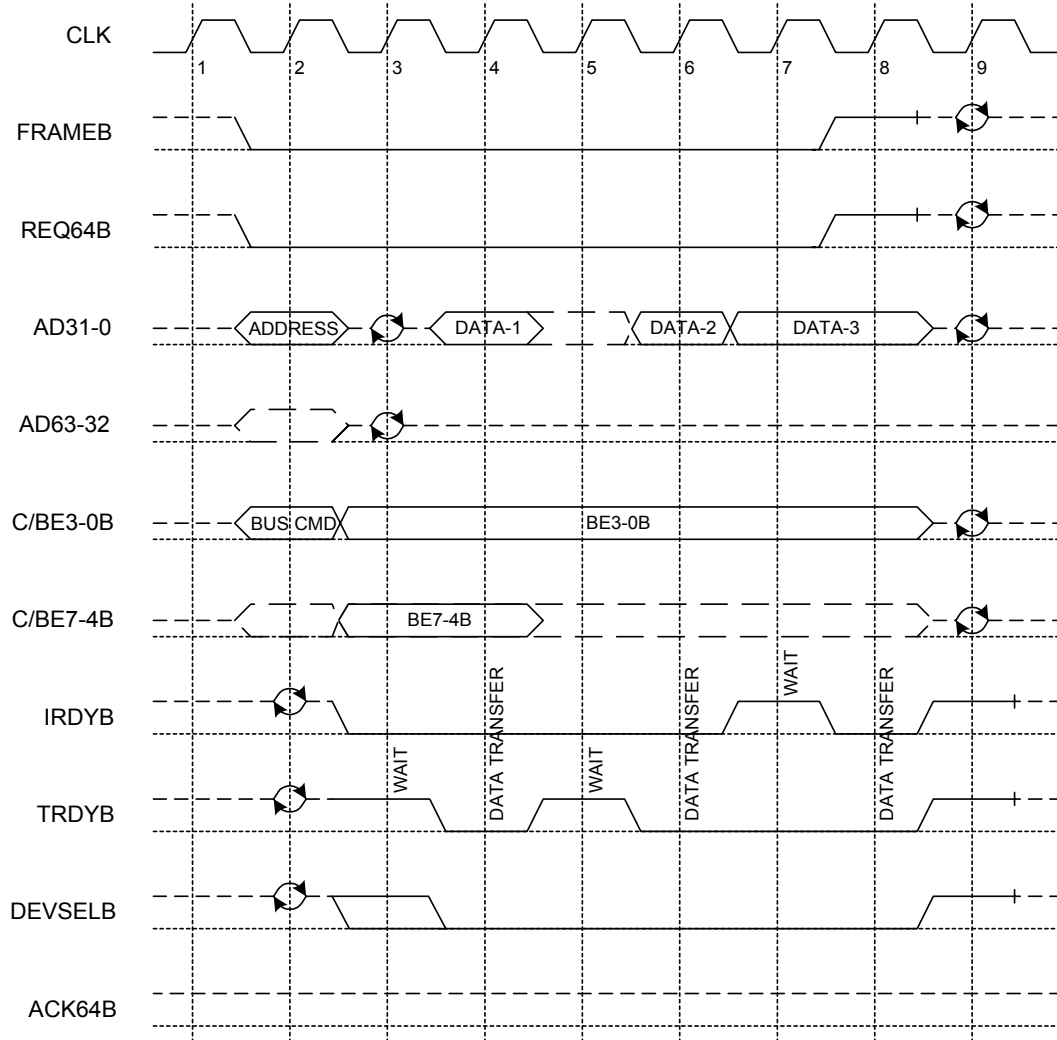 CLK
1 2 3 4 5 6 7 8 9
FRAMEB
REQ64B
AD31-0 ADDRESS DATA-1 DATA-2 DATA-3
AD63-32
C/BE3-0B BUS CMD BE3-0B
C/BE7-4B BE7-4B
IRDYB
WAIT
DATA TRANSFER
WAIT
DATA TRANSFER
WAIT
DATA TRANSFER
TRDYB
DEVSELB
ACK64B